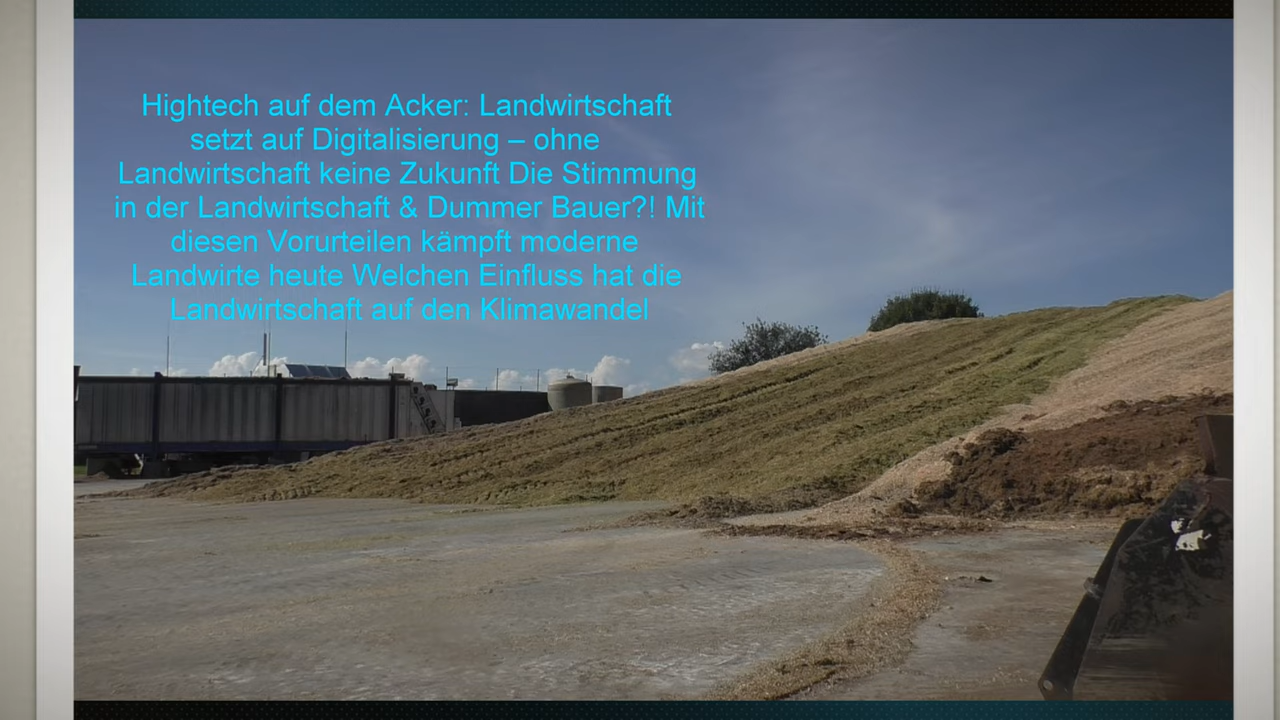 Hightech auf dem Acker: Landwirtschaft
setzt auf Digitalisierung – ohne
Landwirtschaft keine Zukunft Die Stimmung
in der Landwirtschaft & Dummer Bauer?! Mit
diesen Vorurteilen kämpft moderne
Landwirte heute Welchen Einfluss hat die
Landwirtschaft auf den Klimawandel